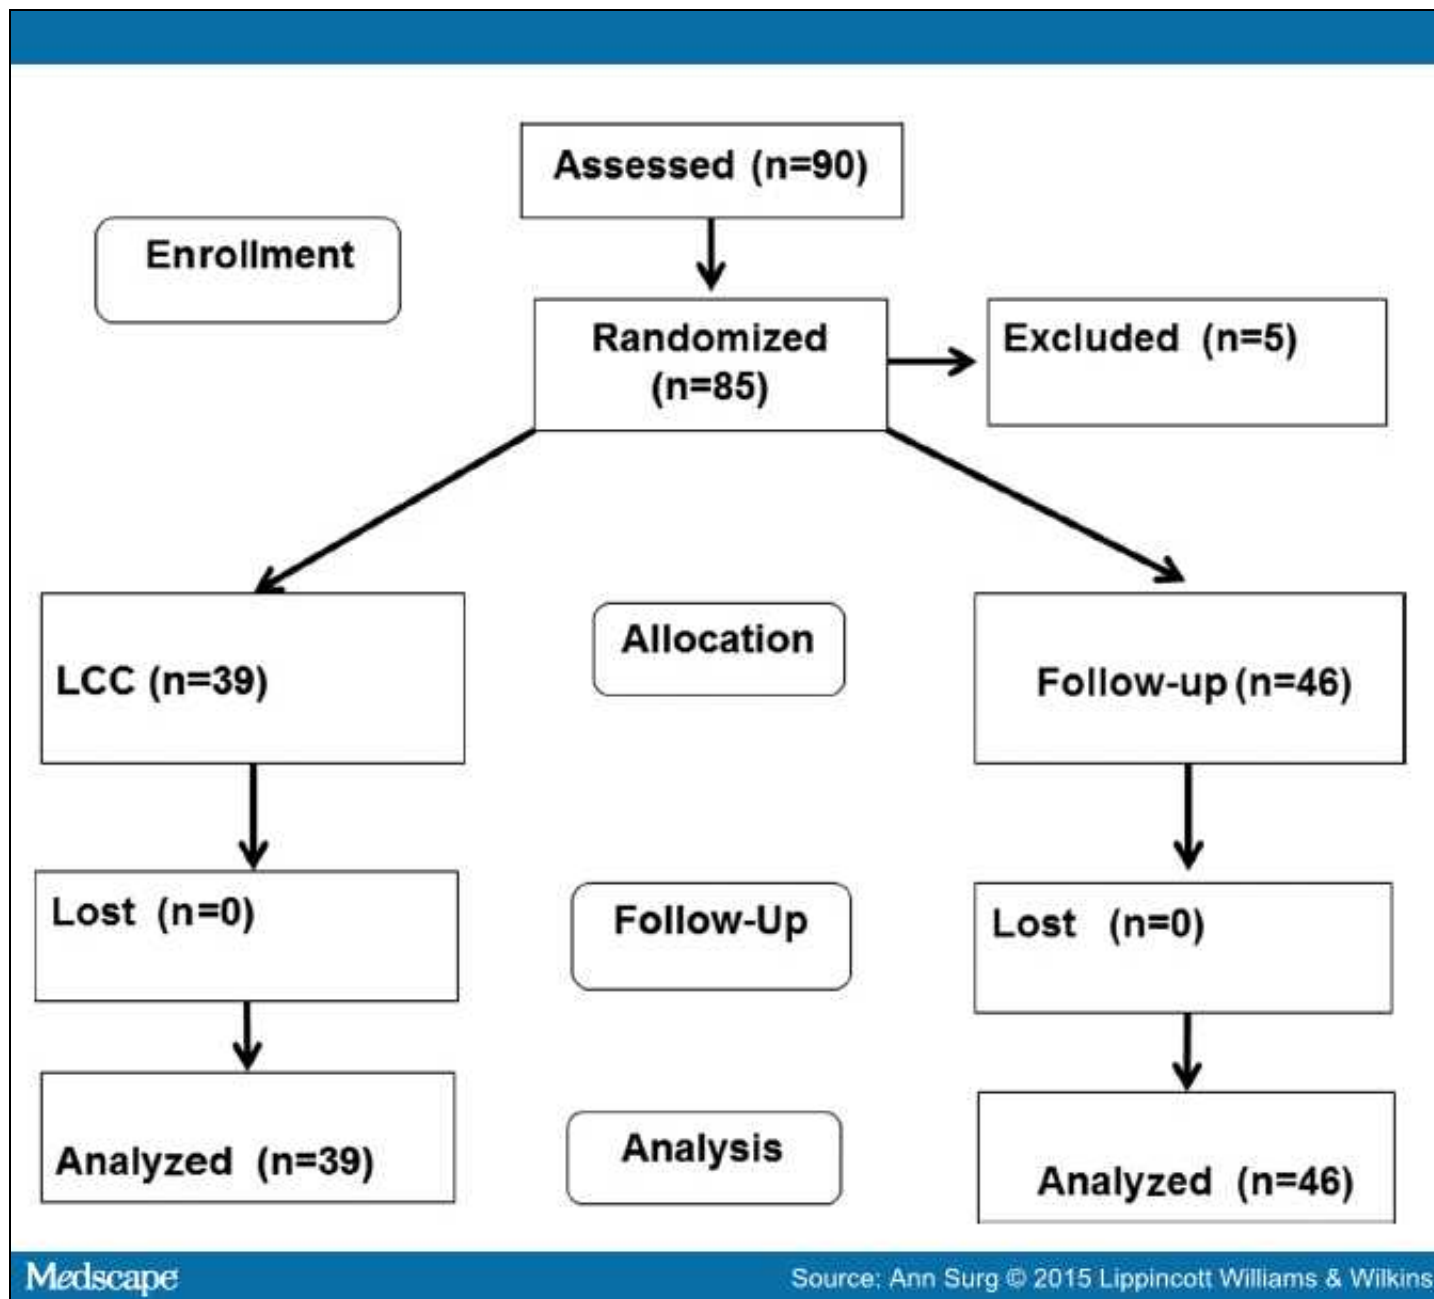 Assessed (n=90)
Enrollment
Randomized
(n=85)
Excluded (n=5)
LCC (n=39)
Allocation
Follow-up (n=46)
Lost (n=0)
Follow-Up
Lost (n=0)
Analyzed (n=39)
Analysis
Analyzed (n=46)
Medscape
Source: Ann Surg © 2015 Lippincott Williams & Wilkins